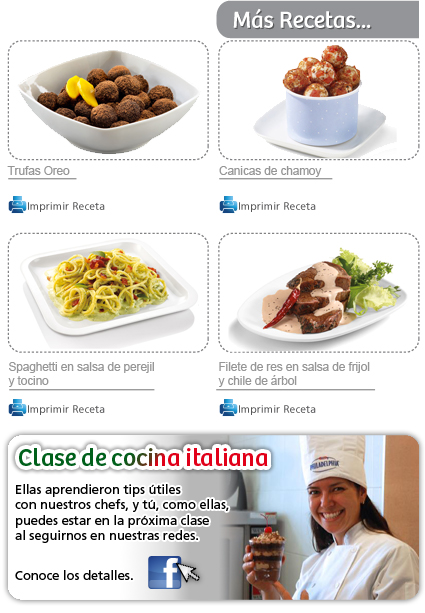 Más Recetas...
Trufas Oreo
Canicas de chamoy
Imprimir Receta
Imprimir Receta
Spaghetti en salsa de perejil
y tocino
Filete de res en salsa de frijol
y chile de árbol
Imprimir Receta
Imprimir Receta
Clase de cocina italiana
Ellas aprendieron tips útiles
con nuestros chefs, y tú, como ellas,
puedes estar en la próxima clase
al seguirnos en nuestras redes.
Conoce los detalles.
f
PHILADELPHIA